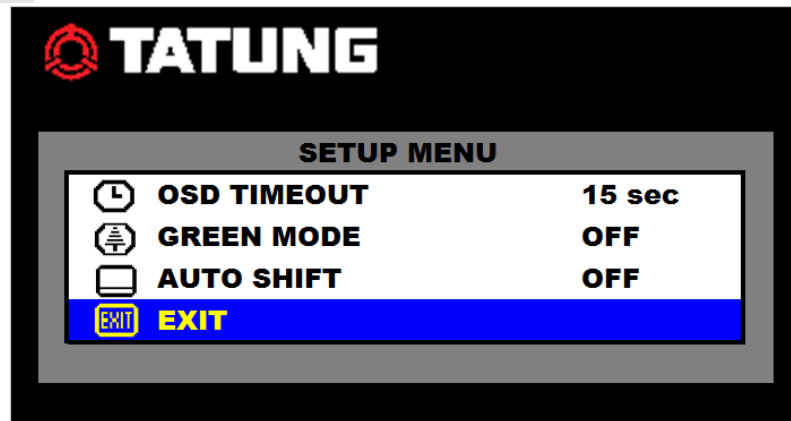 TATUNG
SETUP MENU
OSD TIMEOUT 15 sec
GREEN MODE OFF
AUTO SHIFT OFF
EXIT EXIT